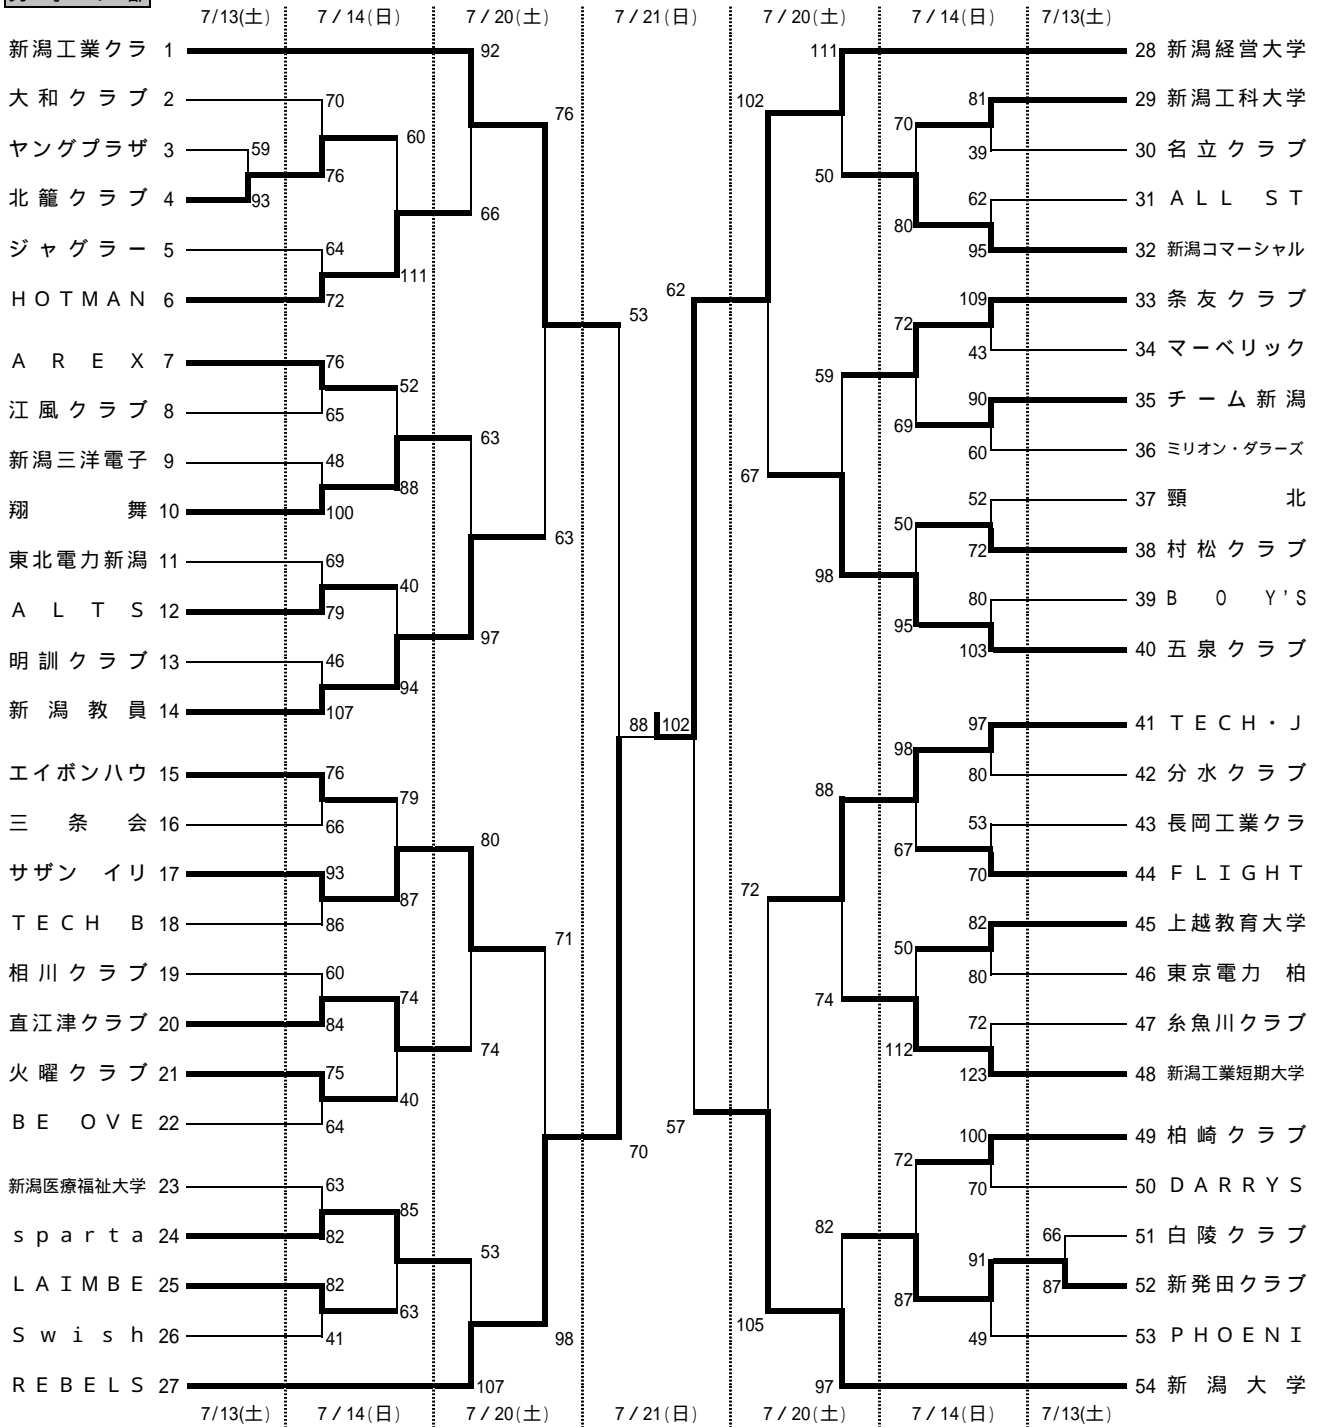 7/13(土) 7/14(日) 7/20(土) 7/21(日) 7/20(土) 7/14(日) 7/13(土)
新潟工業クラ 1 92 111 28 新潟経営大学
大和クラブ 2 70 76 102 81 29 新潟工科大学
ヤングプラザ 3 59 60 70 39 30 名立クラブ
北籠クラブ 4 93 76 66 50 62 31 ALL ST
ジャグラー 5 64 111 80 95 32 新潟コマーシャル
HOTMAN 6 72 53 62 109 33 条友クラブ
72 43 34 マーベリック
AREX 7 76 52 59 90 35 チーム新潟
江風クラブ 8 65 63 69 60 36 ミリオン・ダラーズ
新潟三洋電子 9 48 88 67 52 37 頸北
翔舞 10 100 63 50 72 38 村松クラブ
東北電力新潟 11 69 40 98 80 39 BOY'S
ALTS 12 79 97 95 103 40 五泉クラブ
明訓クラブ 13 46 94
新潟教員 14 107 88 102 97 41 TECH・J
エイボンハウ 15 76 79 88 98 80 42 分水クラブ
三条会 16 66 80 53 43 長岡工業クラ
サザン イリ 17 93 87 72 67 70 44 FLIGHT
TECH B 18 86 71 50 82 45 上越教育大学
相川クラブ 19 60 74 74 80 46 東京電力 柏
直江津クラブ 20 84 74 112 72 47 糸魚川クラブ
火曜クラブ 21 75 40 123 48 新潟工業短期大学
BE OVE 22 64 70 57 100 49 柏崎クラブ
新潟医療福祉大学 23 63 85 72 70 50 DARRYS
sparta 24 82 53 82 66 51 白陵クラブ
LAIMBE 25 82 63 87 91 87 52 新発田クラブ
Swish 26 41 98 105 49 53 PHOENI
REBELS 27 107 97 54 新潟大学
7/13(土) 7/14(日) 7/20(土) 7/21(日) 7/20(土) 7/14(日) 7/13(土)